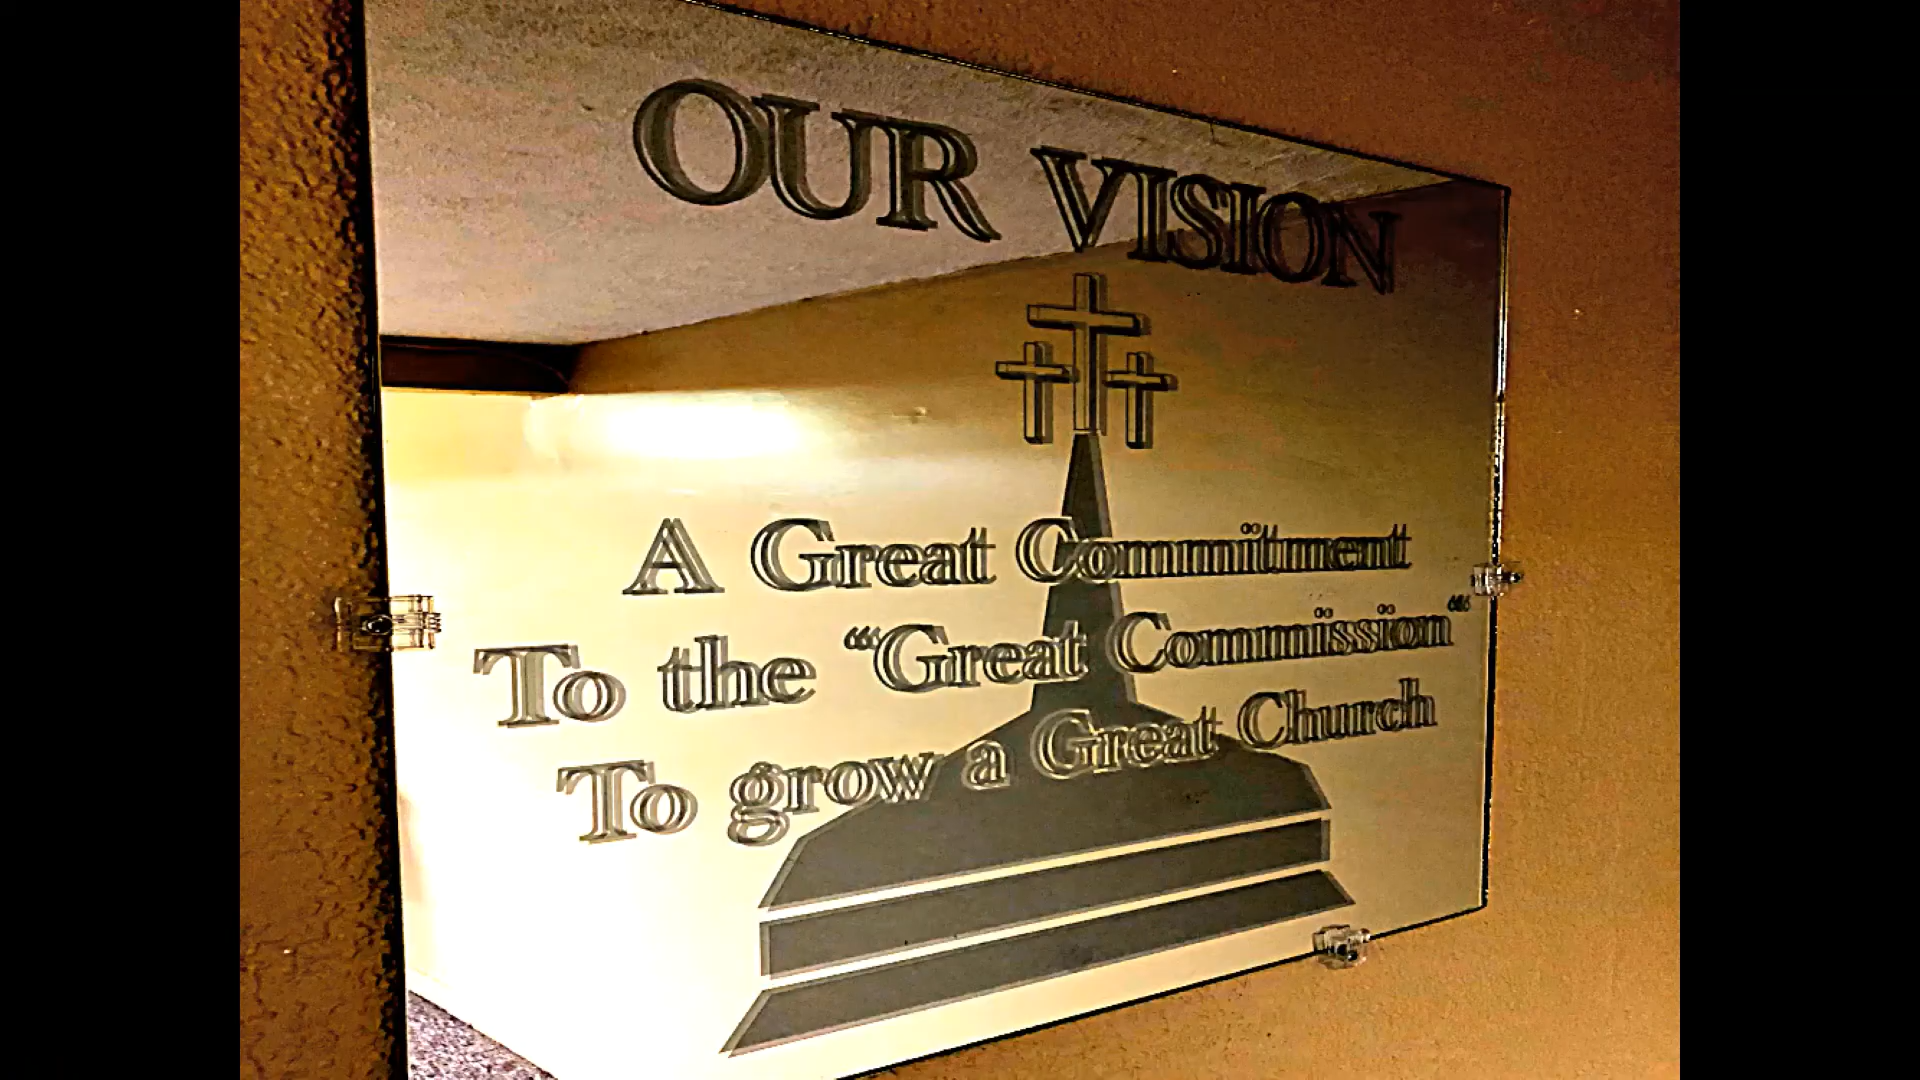 OUR VISION
A Great Commitment
To the “Great Commission“
To grow a Great Church